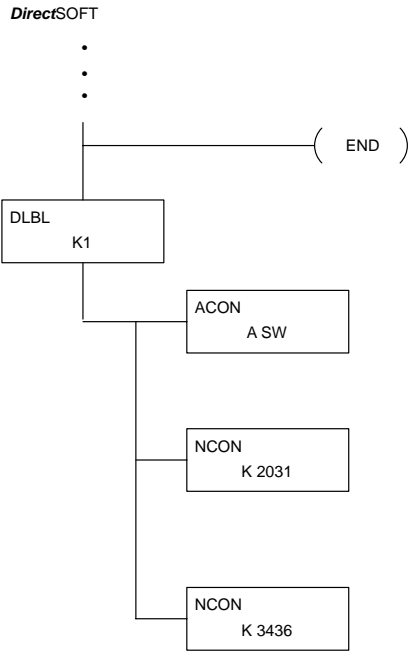 DirectSOFT
( END )
DLBL
K1
ACON
A SW
NCON
K 2031
NCON
K 3436